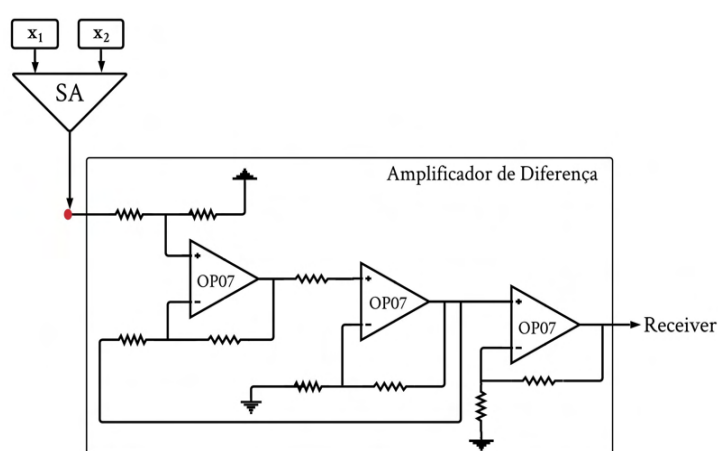 x₁
x₂
SA
Amplificador de Diferença
+
OP07
-
+
OP07
-
+
OP07
-
Receiver